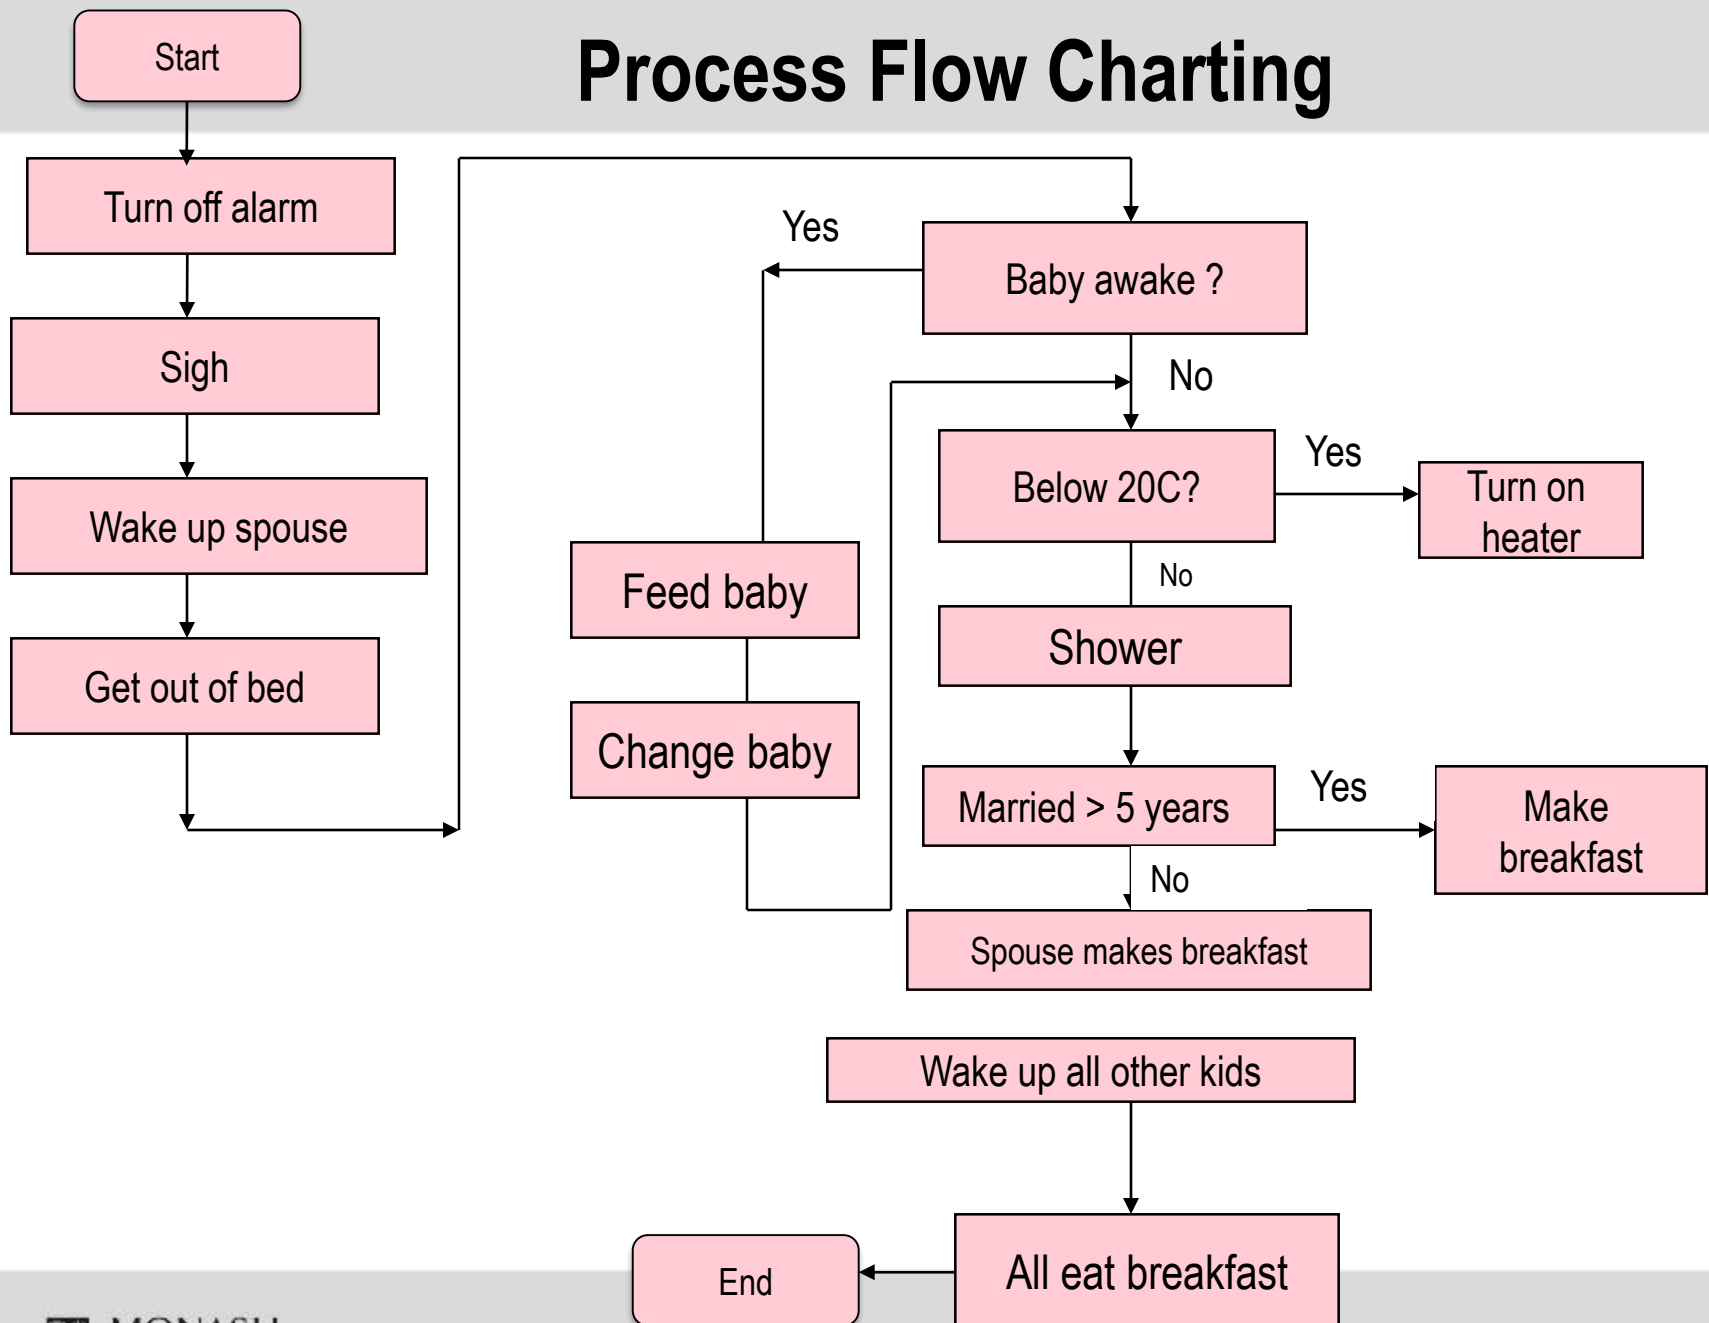 Start
Process Flow Charting
Turn off alarm
Sigh
Wake up spouse
Get out of bed
Yes
Baby awake ?
No
Below 20C?
Yes
Turn on
heater
No
Feed baby
Shower
Change baby
Married > 5 years
Yes
Make
breakfast
No
Spouse makes breakfast
Wake up all other kids
All eat breakfast
End
MONASH